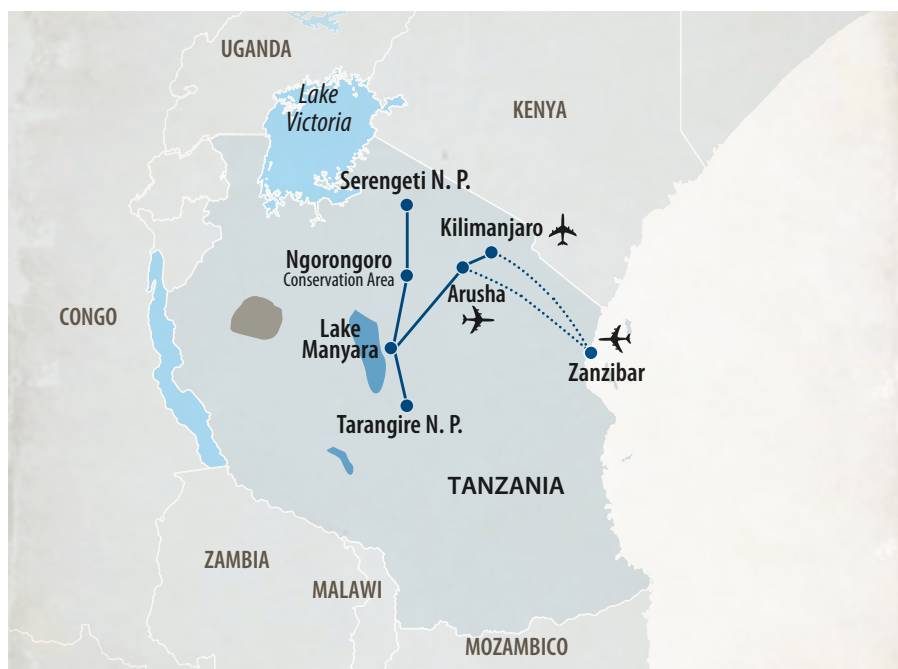 UGANDA
Lake
Victoria
KENYA
Serengeti N. P.
Kilimanjaro
Ngorongoro
Conservation Area
Arusha
CONGO
Lake
Manyara
Zanzibar
Tarangire N. P.
TANZANIA
ZAMBIA
MALAWI
MOZAMBICO